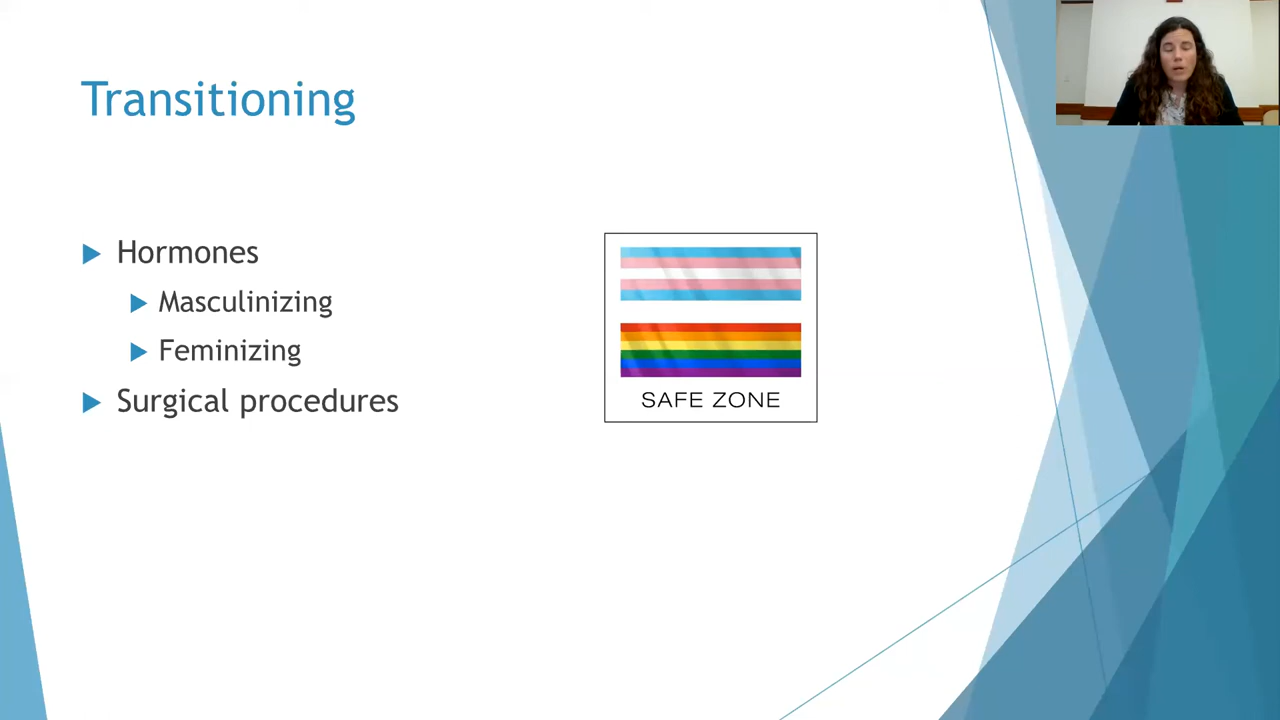 Transitioning
Hormones
Masculinizing
Feminizing
Surgical procedures
SAFE ZONE